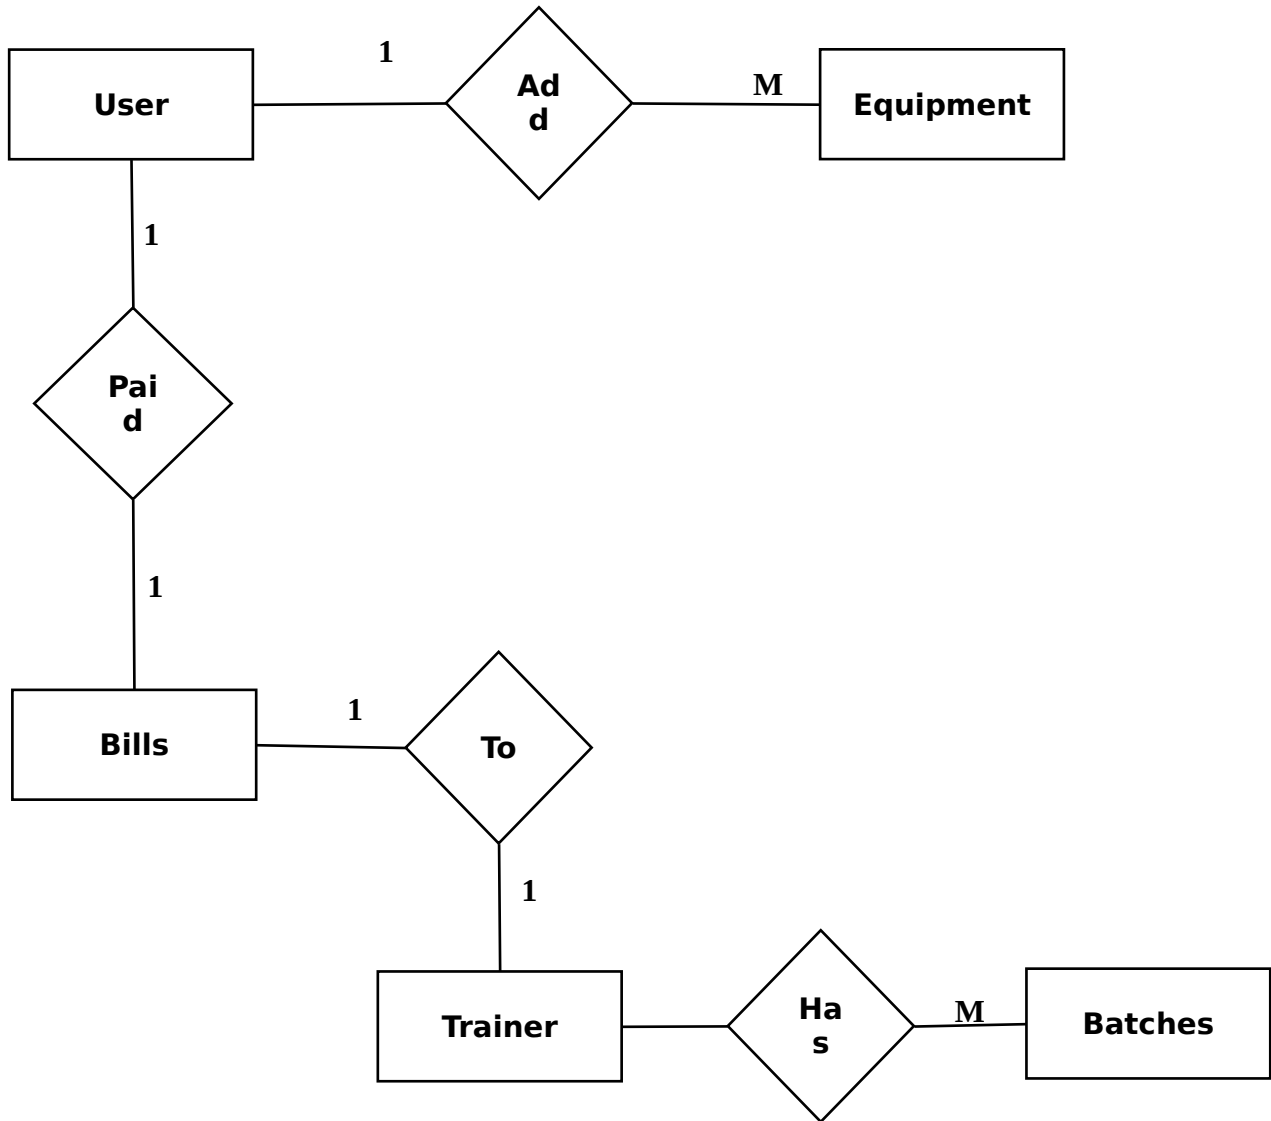 1
User
Ad
d
M
Equipment
1
Pai
d
1
Bills
1
To
1
Trainer
Ha
s
M
Batches